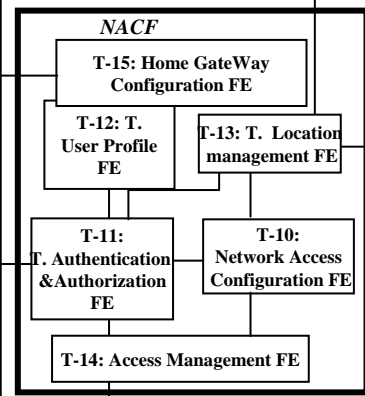 NACF
T-15: Home GateWay
Configuration FE
T-12: T.
User Profile
FE
T-13: T. Location
management FE
T-11:
T. Authentication
&Authorization
FE
T-10:
Network Access
Configuration FE
T-14: Access Management FE